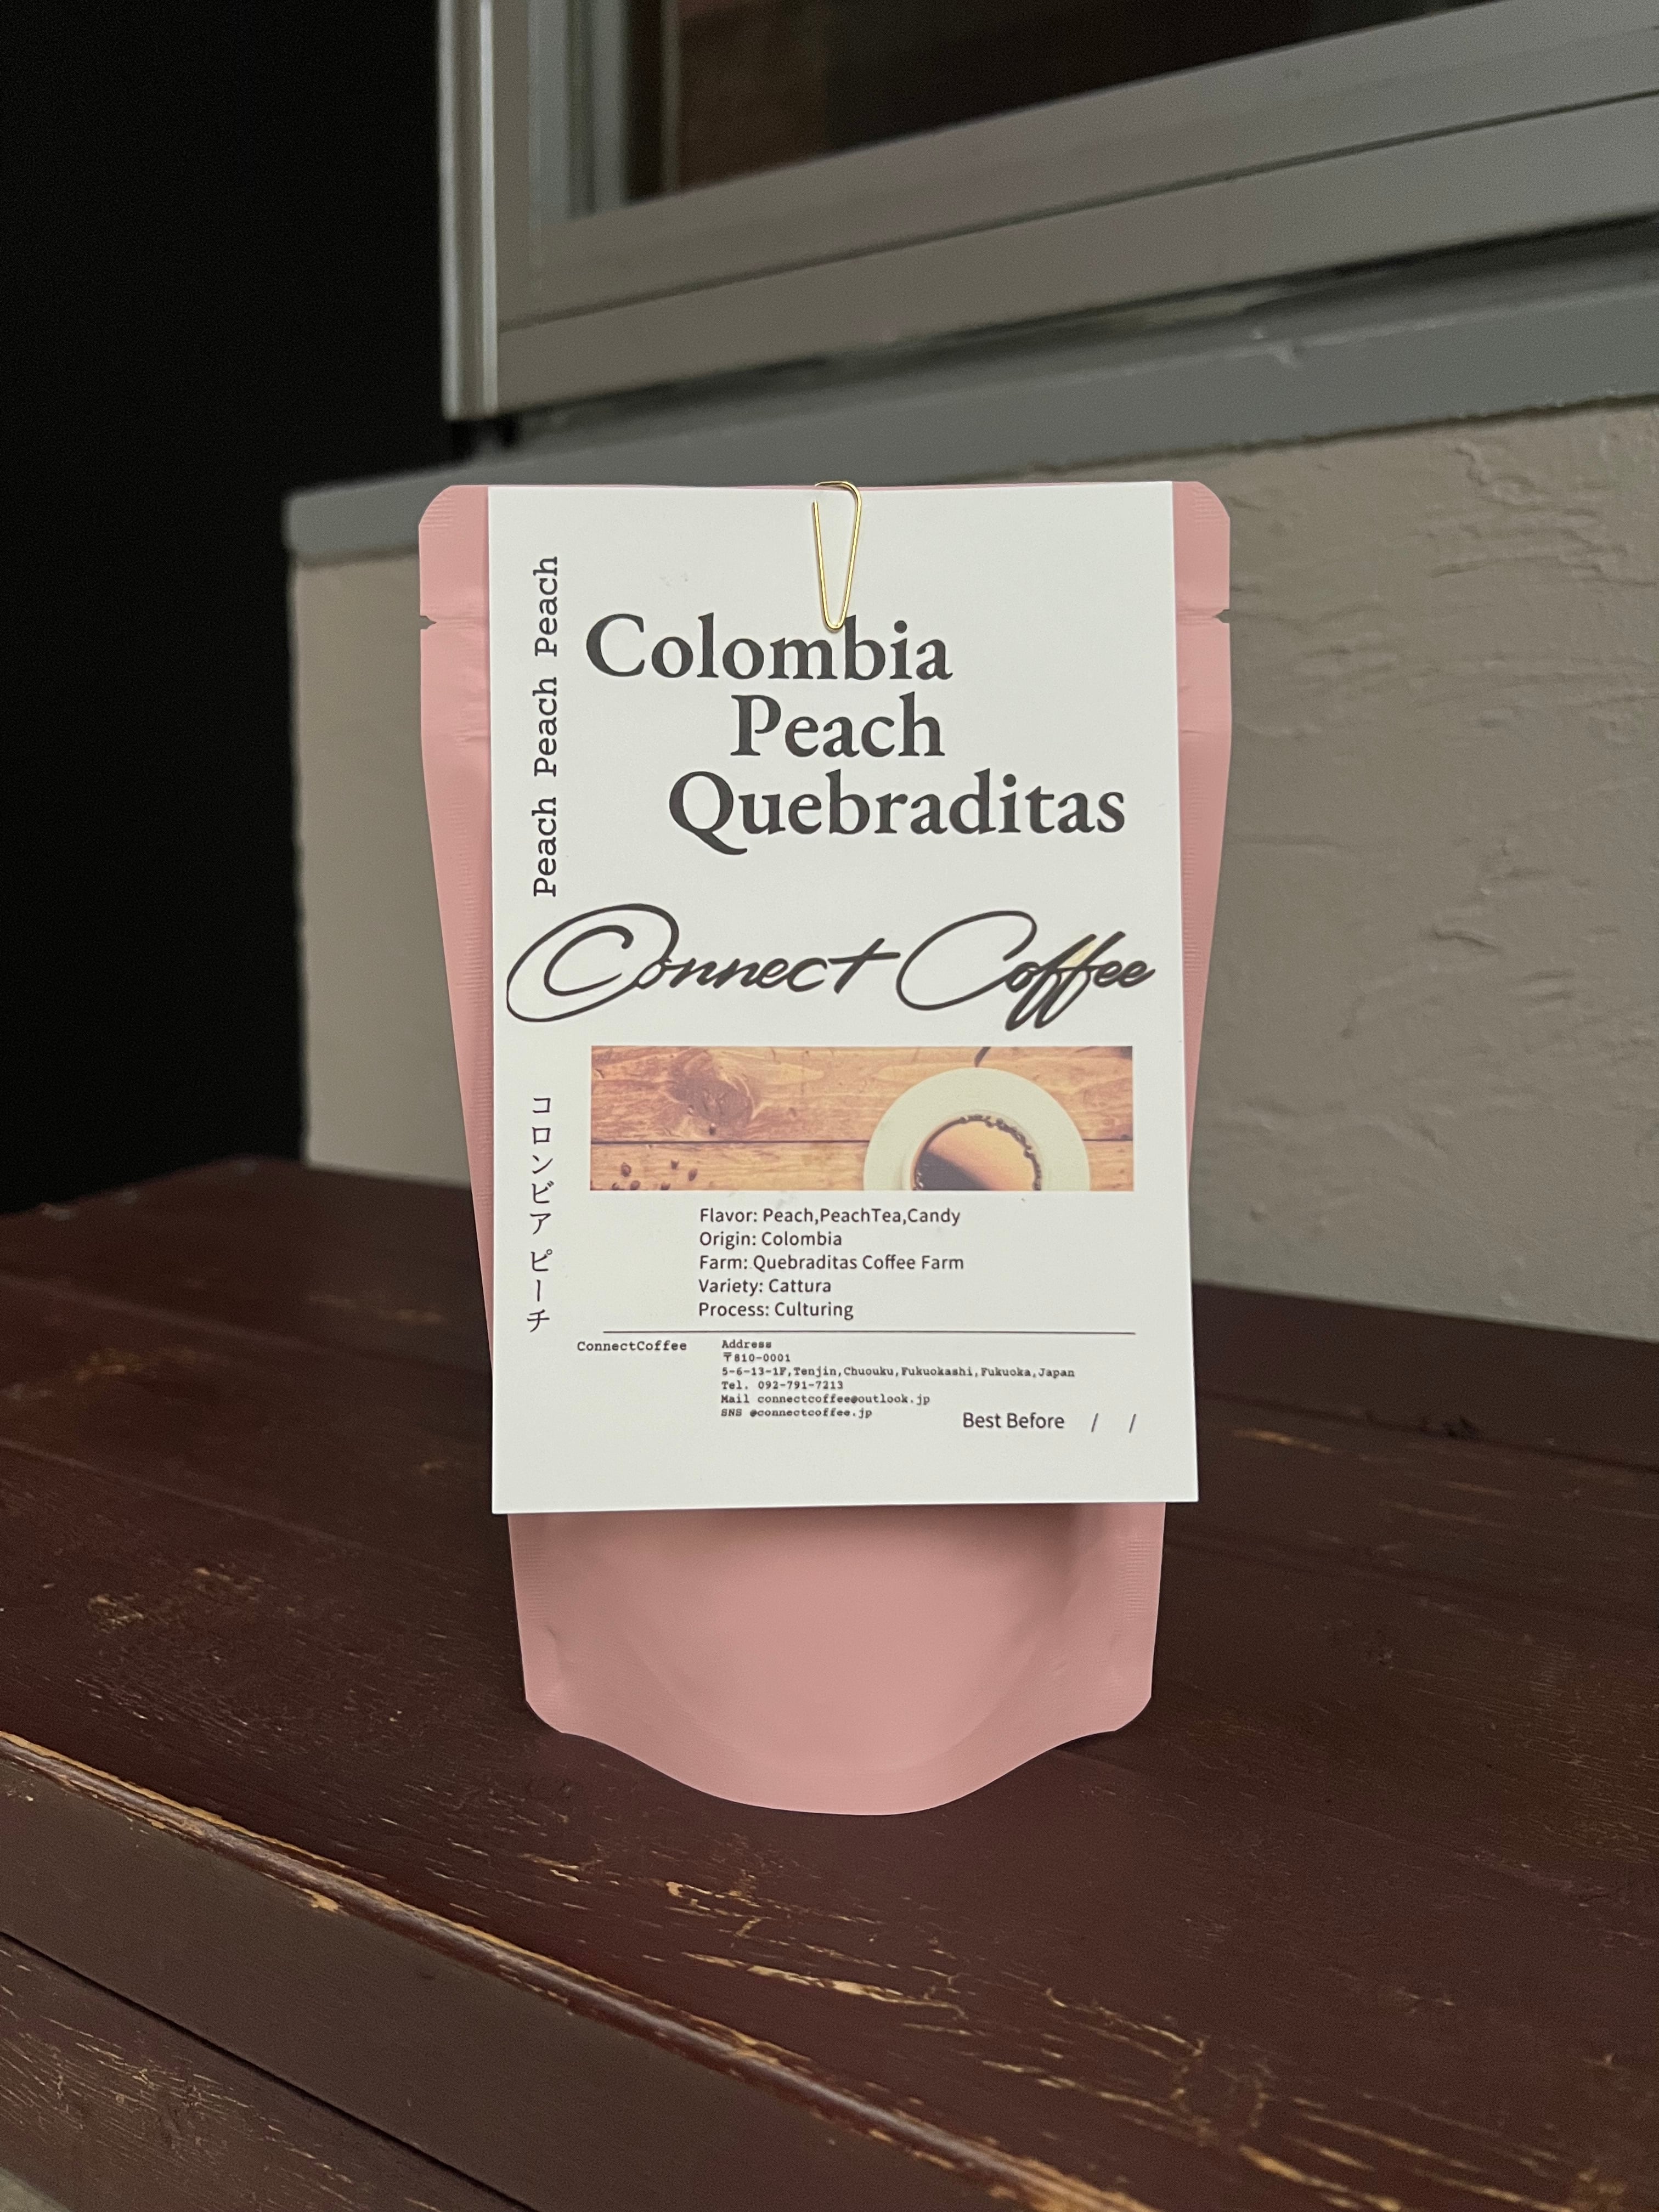 Peach Peach Peach
Colombia
Peach
Quebraditas
Connect Coffee
コロンビア ピーチ
Flavor: Peach,PeachTea,Candy
Origin: Colombia
Farm: Quebraditas Coffee Farm
Variety: Cattura
Process: Culturing
ConnectCoffee
Address
〒810-0001
5-6-13-1F,Tenjin,Chuouku,Fukuokashi,Fukuoka,Japan
Tel. 092-791-7213
Mail connectcoffee@outlook.jp
SNS @connectcoffee.jp
Best Before / /